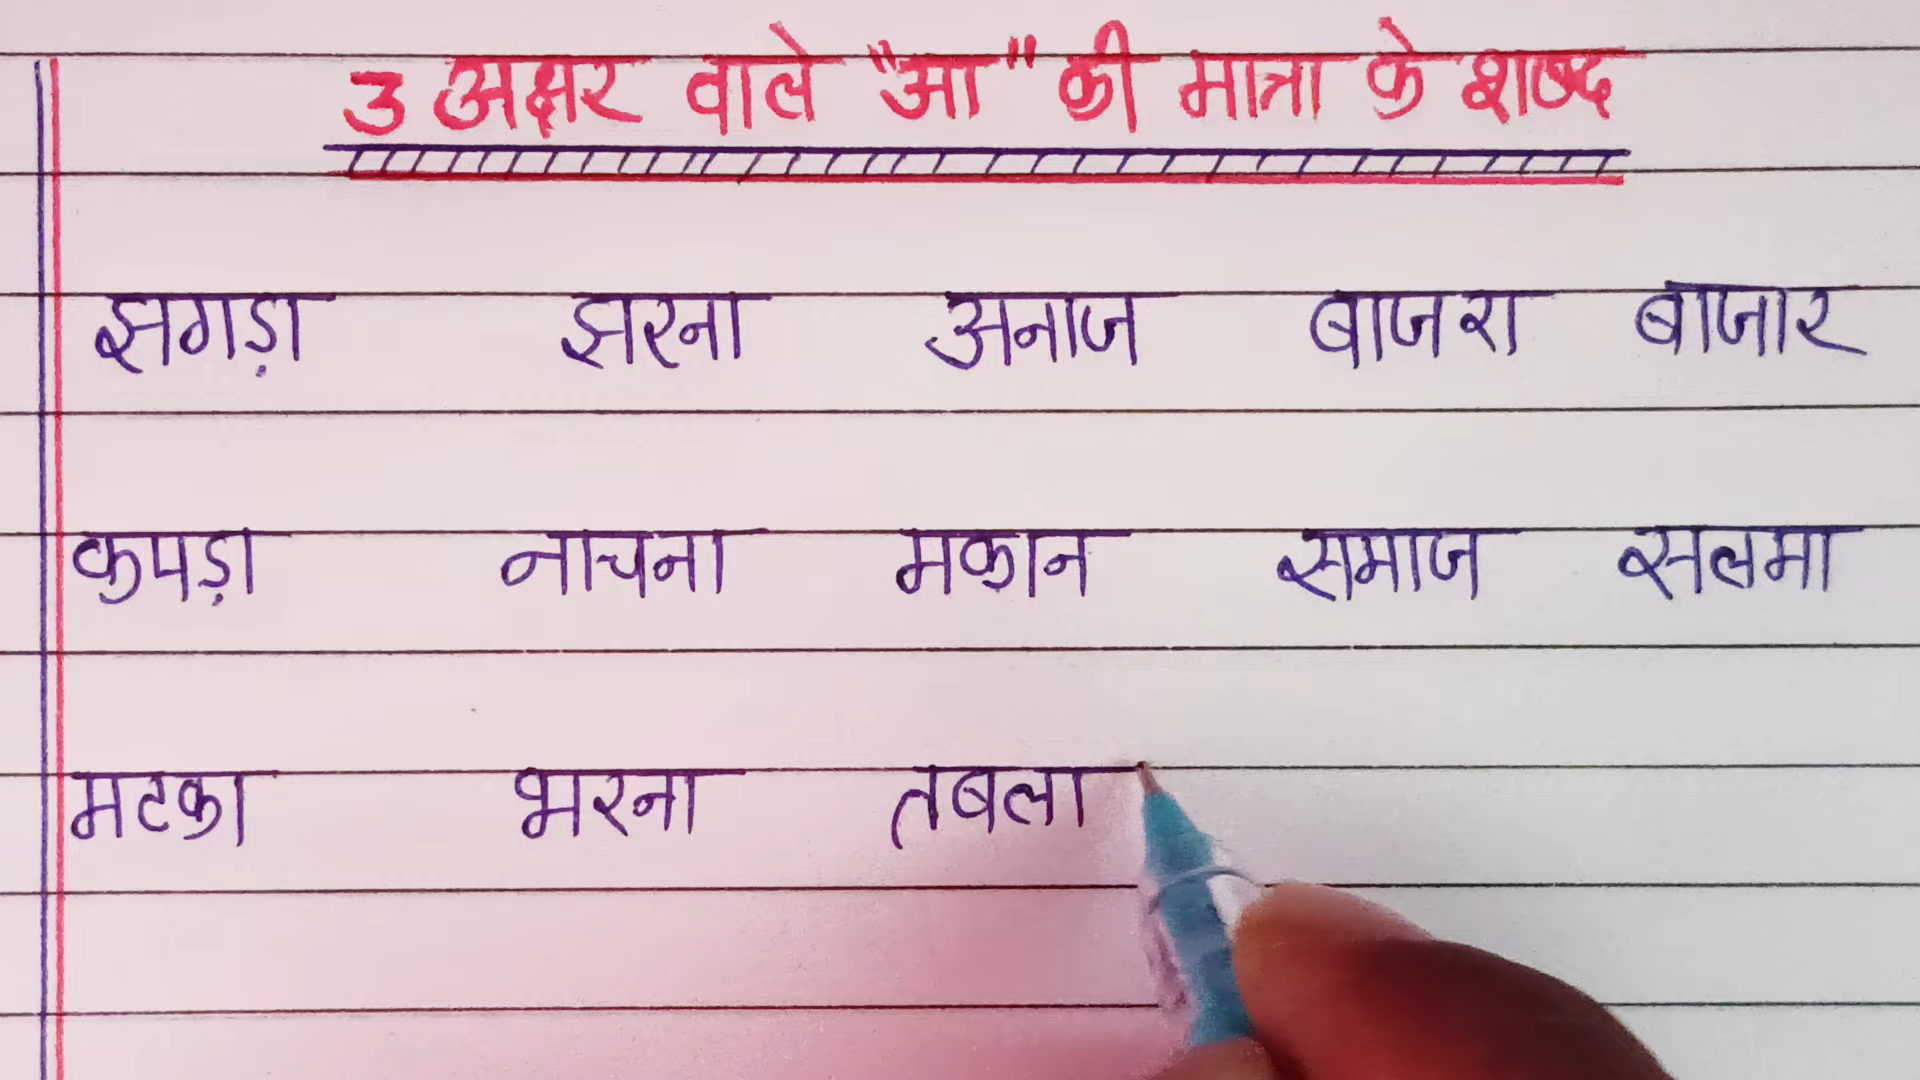 3 अक्षर वाले "आ" की मात्रा के शब्द
झगड़ा झरना अनाज बाजरा बाजार
कपड़ा नाचना मकान समाज सलमा
मटका भरना तबला